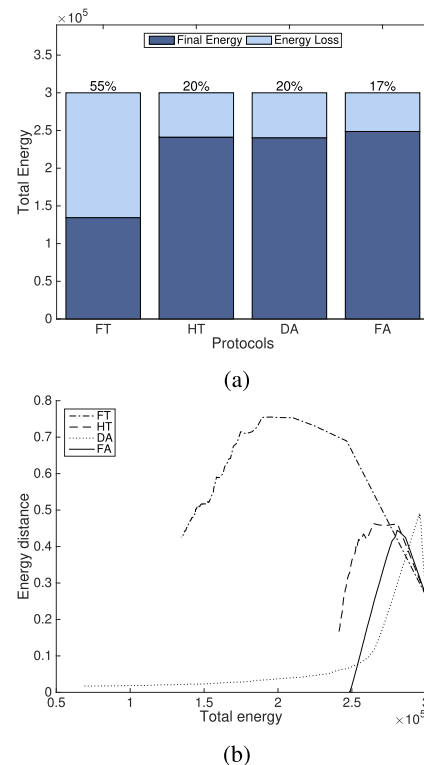 ×10⁵
Final Energy Energy Loss
3.5
3
2.5
2
1.5
1
0.5
0
Total Energy
55% 20% 20% 17%
FT HT DA FA
Protocols
(a)
0.8
0.7
0.6
0.5
0.4
0.3
0.2
0.1
0
Energy distance
FT
HT
DA
FA
0.5 1 1.5 2 2.5 3
Total energy
×10⁵
(b)